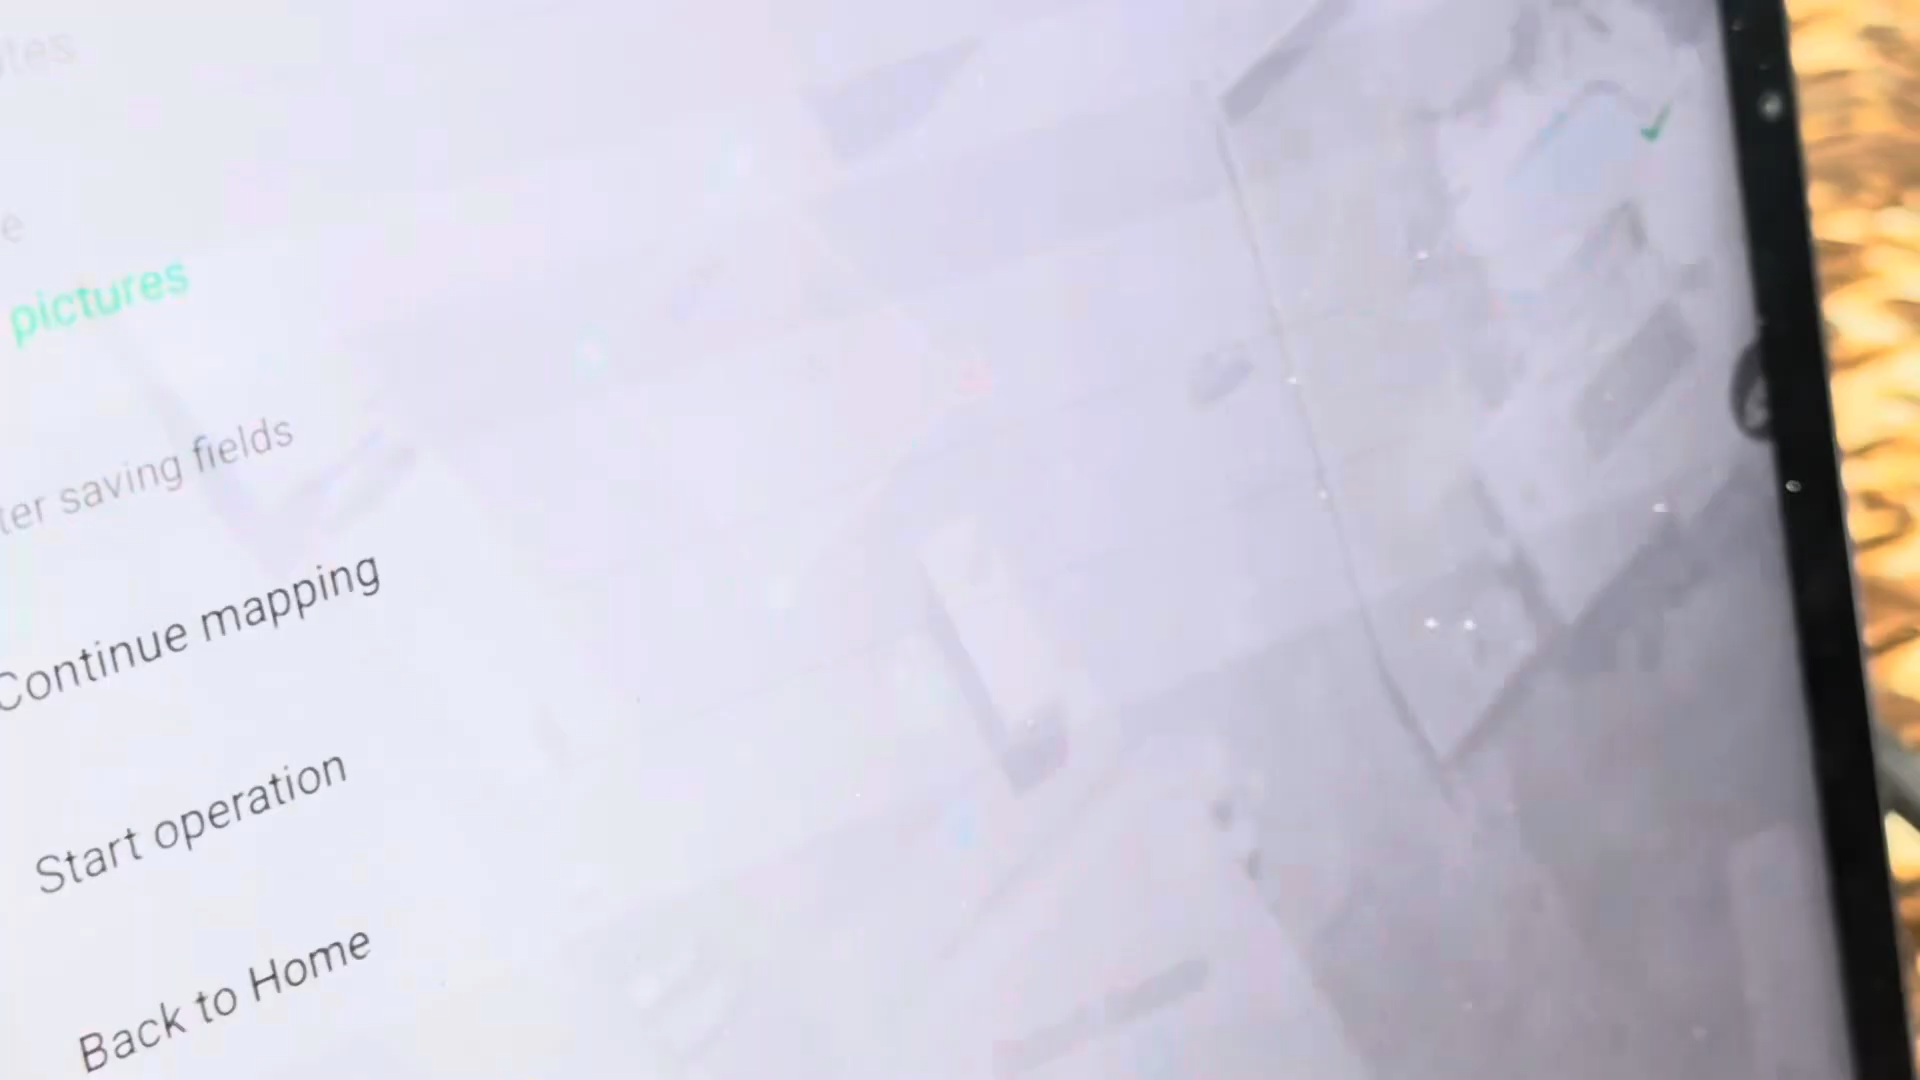 pictures
saving fields
Continue mapping
Start operation
Back to Home